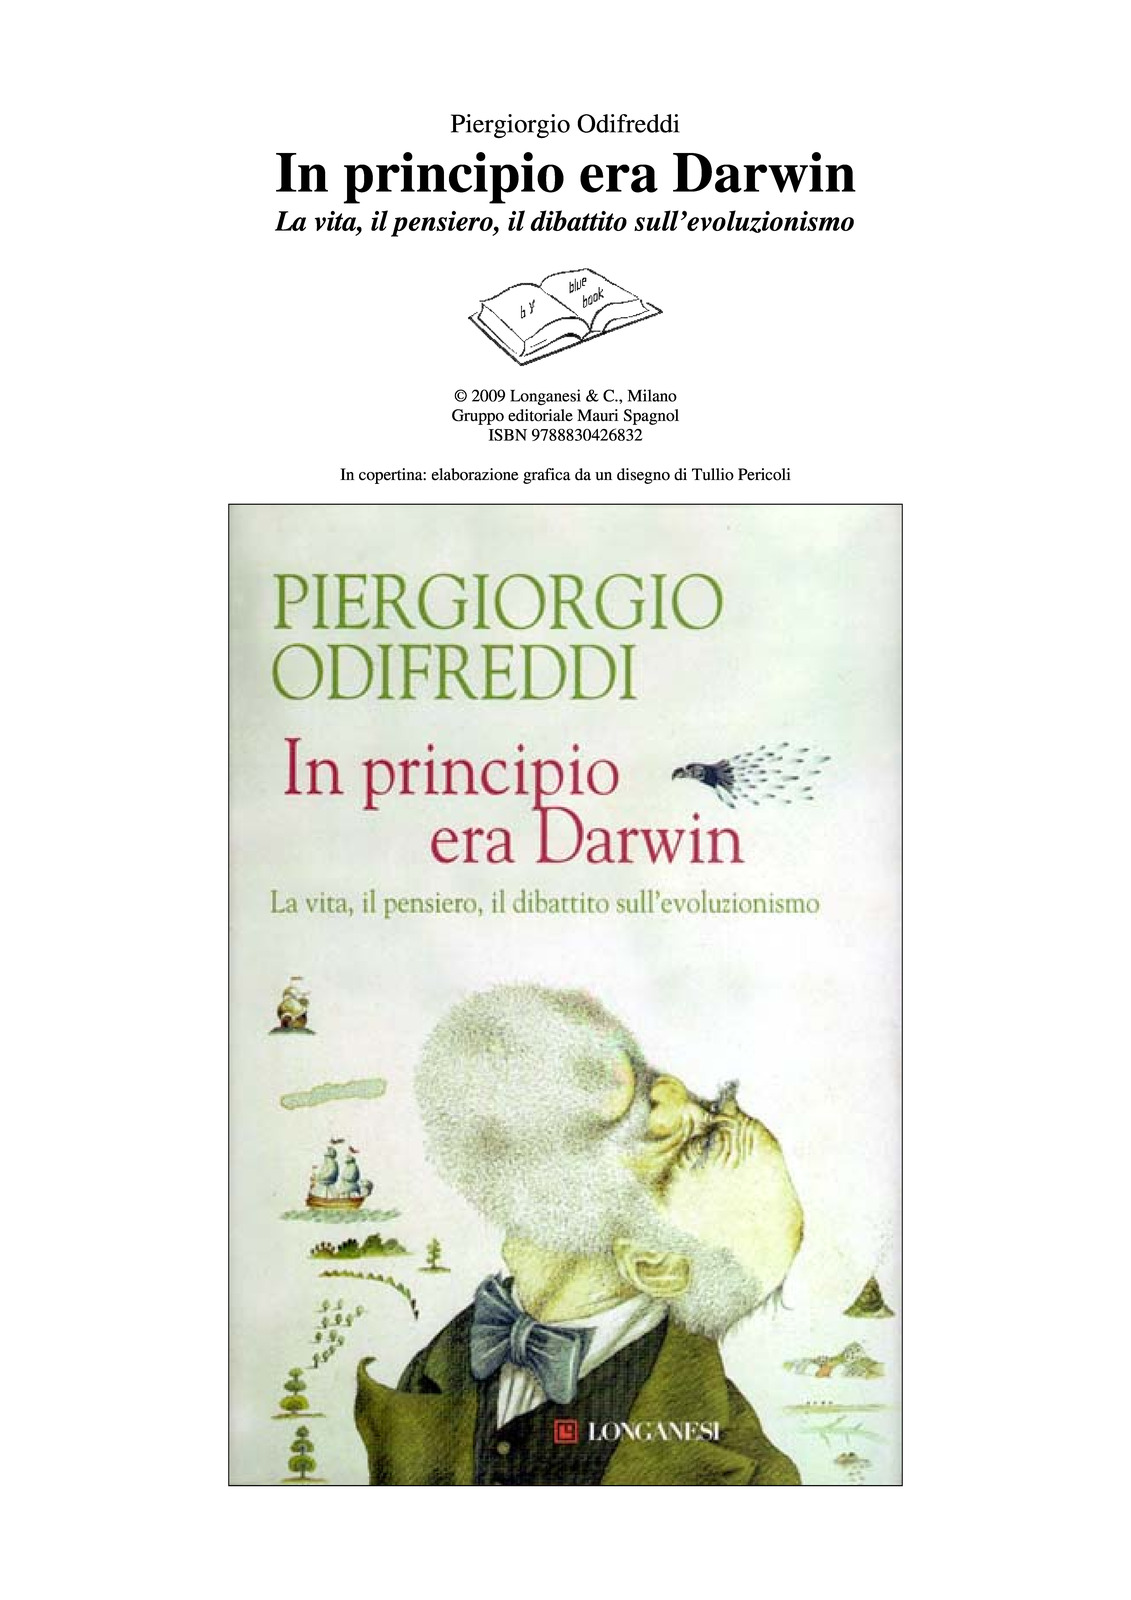 Piergiorgio Odifreddi
In principio era Darwin
La vita, il pensiero, il dibattito sull'evoluzionismo
by
blue
book
© 2009 Longanesi & C., Milano
Gruppo editoriale Mauri Spagnol
ISBN 9788830426832
In copertina: elaborazione grafica da un disegno di Tullio Pericoli
PIERGIORGIO
ODIFREDDI
In principio
era Darwin
La vita, il pensiero, il dibattito sull'evoluzionismo
LONGANESI